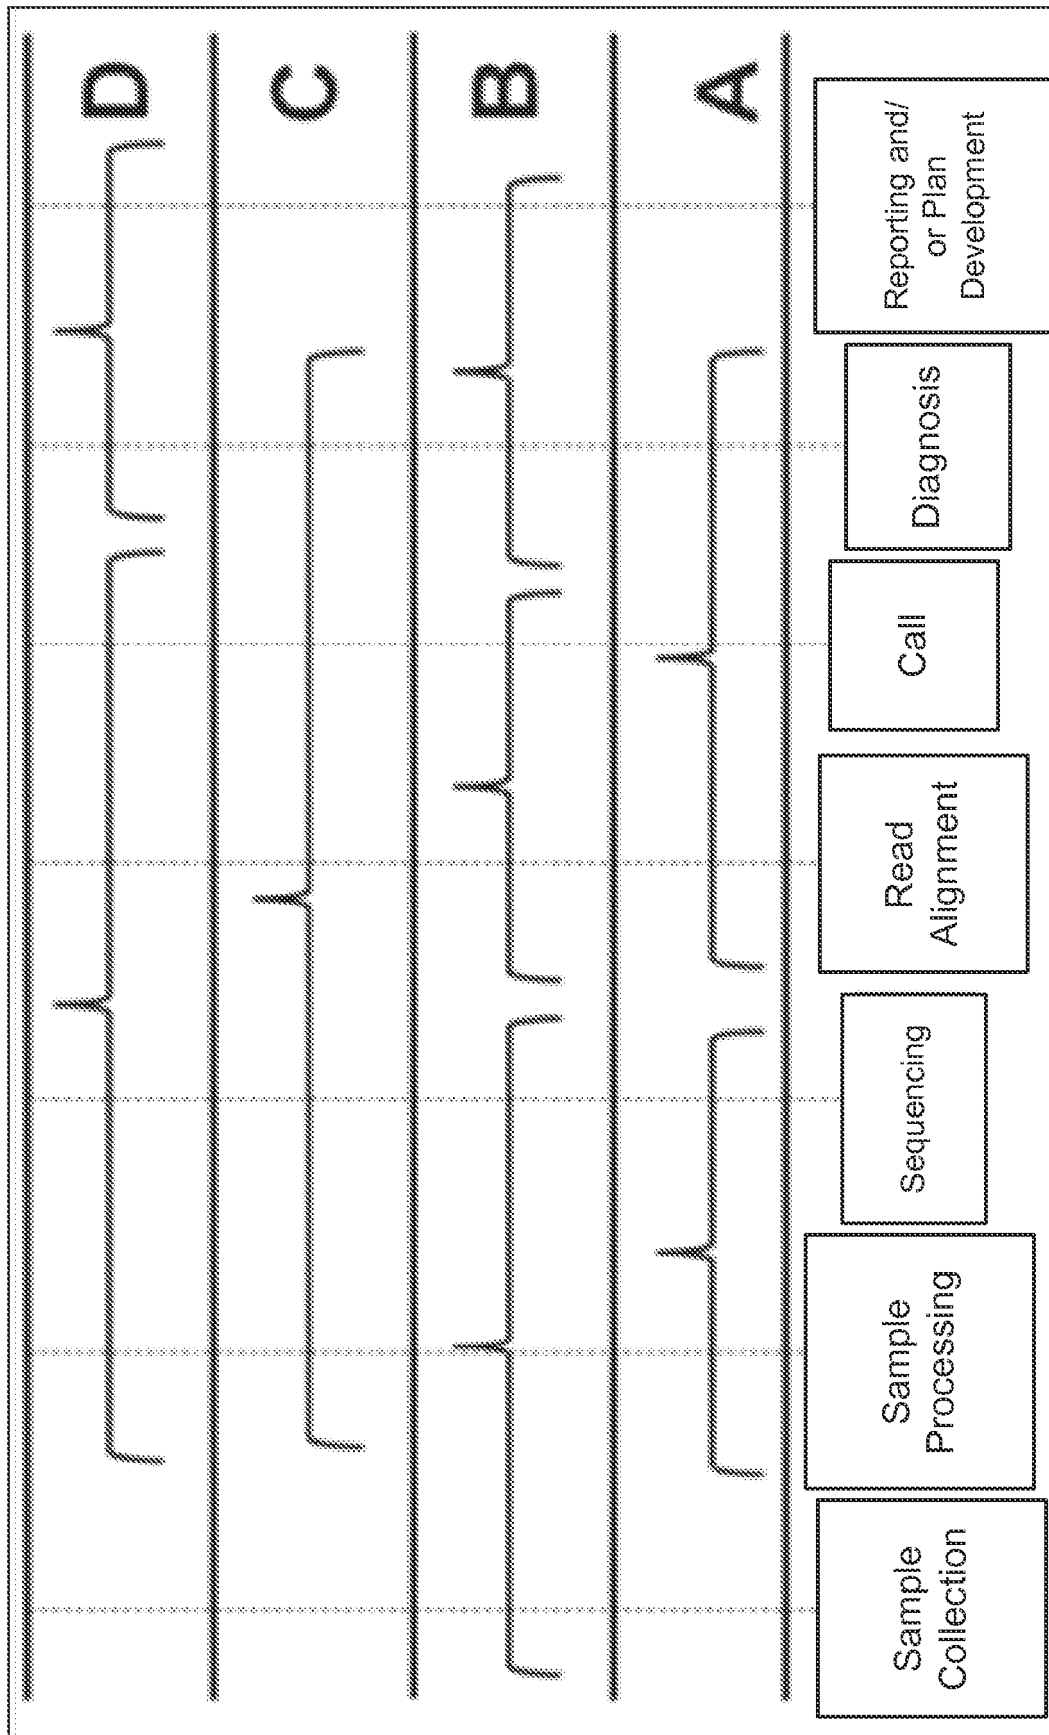 D
C
B
A
Sample
Collection
Sample
Processing
Sequencing
Read
Alignment
Call
Diagnosis
Reporting and/
or Plan
Development